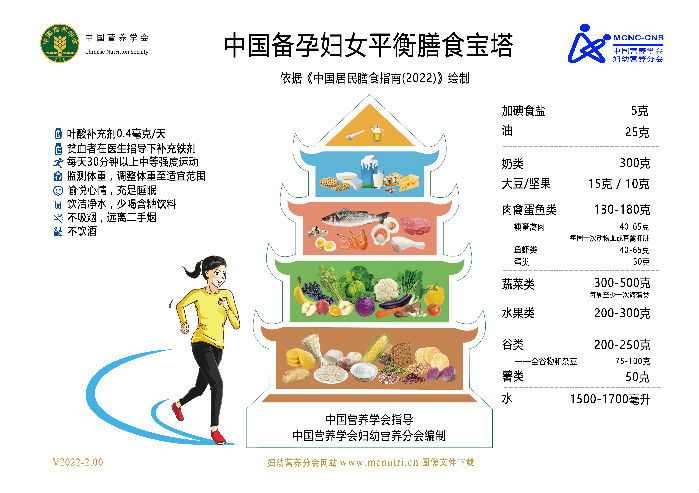 中国营养学会
Chinese Nutrition Society
中国备孕妇女平衡膳食宝塔
MCNC-CNS
中国营养学会
妇幼营养分会
依据《中国居民膳食指南(2022)》绘制
叶酸补充剂0.4毫克/天
贫血者在医生指导下补充铁剂
每天30分钟以上中等强度运动
监测体重，调整体重至适宜范围
愉悦心情，充足睡眠
饮洁净水，少喝含糖饮料
不吸烟，远离二手烟
不饮酒
加碘食盐 5克
油 25克
奶类 300克
大豆/坚果 15克 / 10克
肉禽蛋鱼类 130-180克
瘦畜禽肉 40-65克
每周一次动物血或畜禽肝脏
鱼虾类 40-65克
蛋类 50克
蔬菜类 300-500克
每周至少一次海藻类
水果类 200-300克
谷类 200-250克
——全谷物和杂豆 75-100克
薯类 50克
水 1500-1700毫升
中国营养学会指导
中国营养学会妇幼营养分会编制
V2022-2.00
妇幼营养分会网站 www.mcnutri.cn 图像文件下载